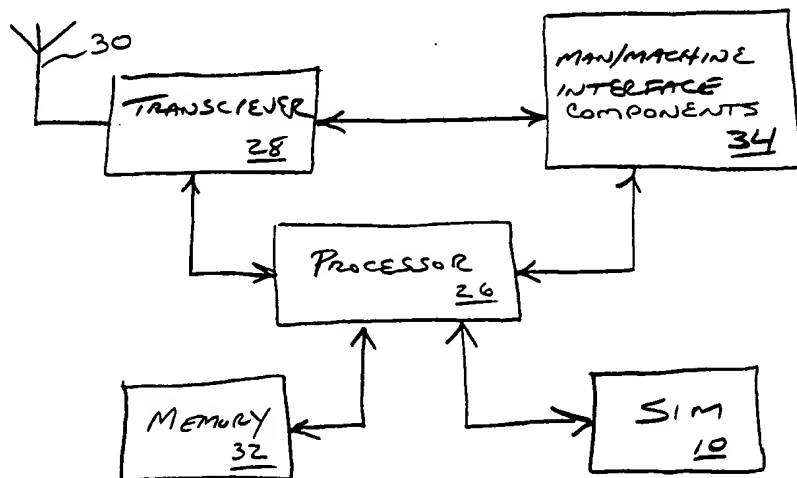 30
TRANSCIEVER
28
MAN/MACHINE
INTERFACE
COMPONENTS
34
PROCESSOR
26
MEMORY
32
SIM
10